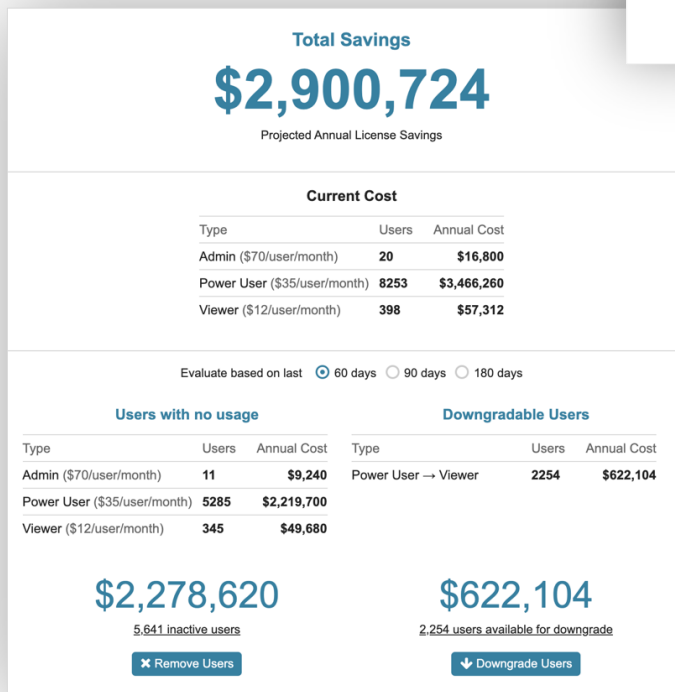 Total Savings
$2,900,724
Projected Annual License Savings
Current Cost
Type Users Annual Cost
Admin ($70/user/month) 20 $16,800
Power User ($35/user/month) 8253 $3,466,260
Viewer ($12/user/month) 398 $57,312
Evaluate based on last 60 days 90 days 180 days
Users with no usage
Type Users Annual Cost
Admin ($70/user/month) 11 $9,240
Power User ($35/user/month) 5285 $2,219,700
Viewer ($12/user/month) 345 $49,680
$2,278,620
5,641 inactive users
✖ Remove Users
Downgradable Users
Type Users Annual Cost
Power User → Viewer 2254 $622,104
$622,104
2,254 users available for downgrade
↓ Downgrade Users